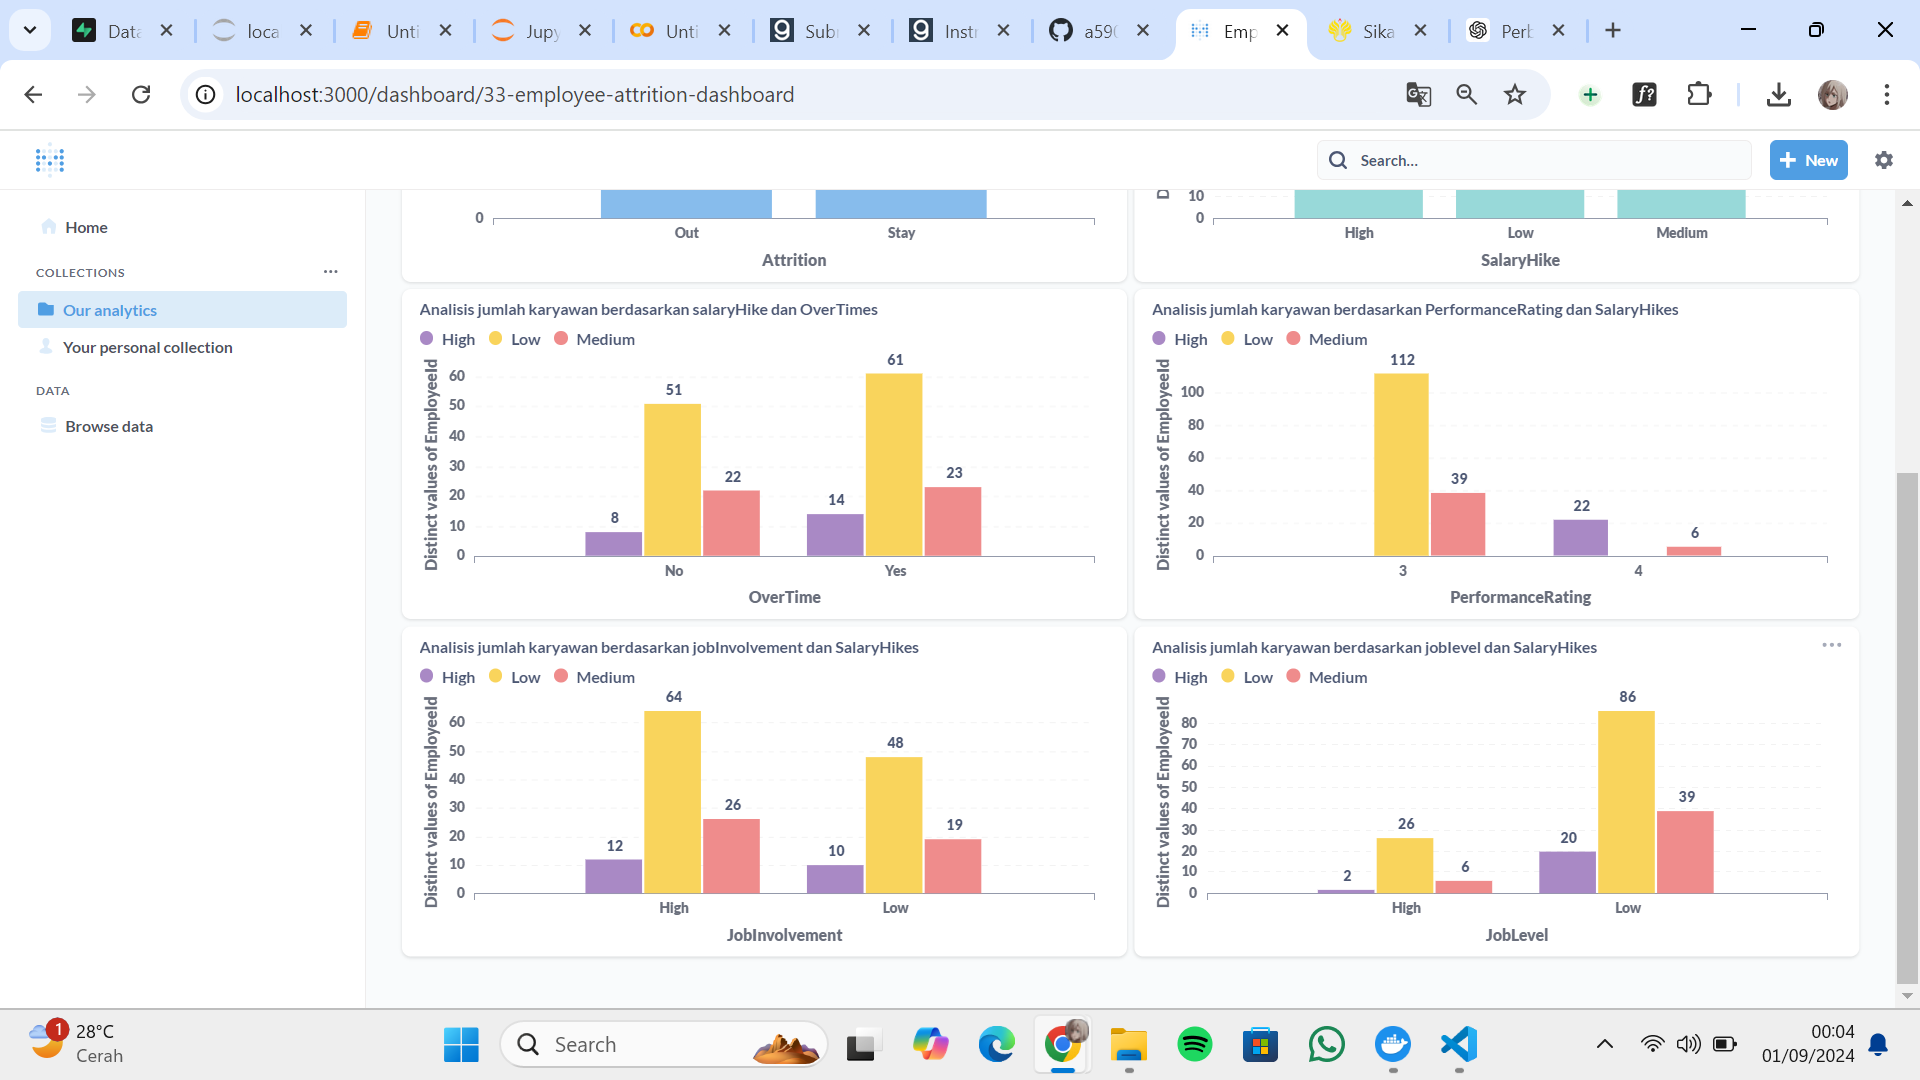 Data
loca
Unti
Jupy
Unti
Sub
Inst
a590
Emp
Sika
Perb
localhost:3000/dashboard/33-employee-attrition-dashboard
Search...
New
Home
COLLECTIONS
Our analytics
Your personal collection
DATA
Browse data
0
Out
Stay
Attrition
D
10
0
High
Low
Medium
SalaryHike
Analisis jumlah karyawan berdasarkan salaryHike dan OverTimes
High
Low
Medium
Distinct values of EmployeeId
60
50
40
30
20
10
0
8
51
22
14
61
23
No
Yes
OverTime
Analisis jumlah karyawan berdasarkan PerformanceRating dan SalaryHikes
High
Low
Medium
Distinct values of EmployeeId
100
80
60
40
20
0
112
39
22
6
3
4
PerformanceRating
Analisis jumlah karyawan berdasarkan jobInvolvement dan SalaryHikes
High
Low
Medium
Distinct values of EmployeeId
60
50
40
30
20
10
0
12
64
26
10
48
19
High
Low
JobInvolvement
Analisis jumlah karyawan berdasarkan joblevel dan SalaryHikes
High
Low
Medium
Distinct values of EmployeeId
80
70
60
50
40
30
20
10
0
2
26
6
20
86
39
High
Low
JobLevel
1
28°C
Cerah
Search
00:04
01/09/2024